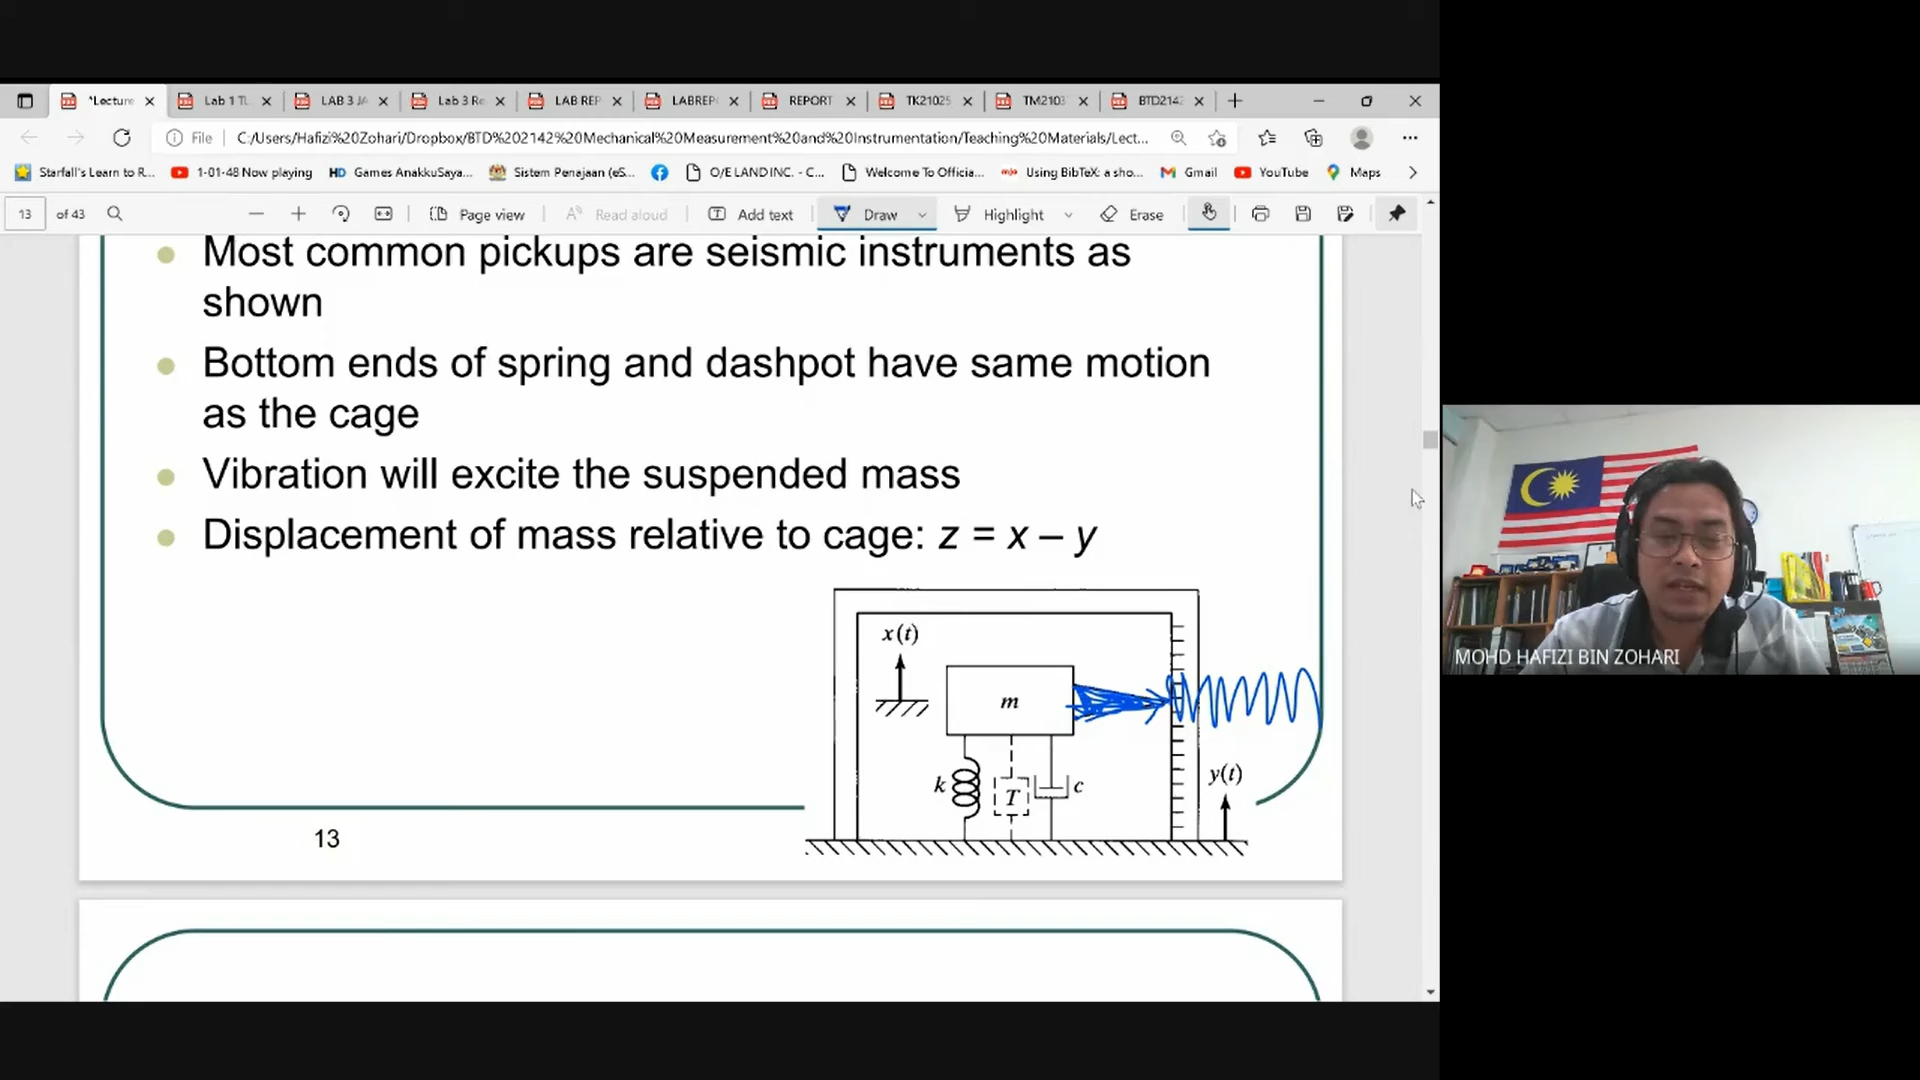 *Lecture
Lab 1 TL
LAB 3 JA
Lab 3 Re
LAB REP
LABREP
REPORT
TK21025
TM2103
BTD214
File
C:/Users/Hafizi%20Zohari/Dropbox/BTD%202142%20Mechanical%20Measurement%20and%20Instrumentation/Teaching%20Materials/Lect...
Starfall's Learn to R...
1-01-48 Now playing
HD Games AnakkuSaya...
Sistem Penajaan (eS...
O/E LAND INC. - C...
Welcome To Officia...
Using BibTeX: a sho...
Gmail
YouTube
Maps
13 of 43
Page view
Read aloud
Add text
Draw
Highlight
Erase
Most common pickups are seismic instruments as
shown
Bottom ends of spring and dashpot have same motion
as the cage
Vibration will excite the suspended mass
Displacement of mass relative to cage: z = x – y
x(t)
m
k
T
c
y(t)
13
MOHD HAFIZI BIN ZOHARI